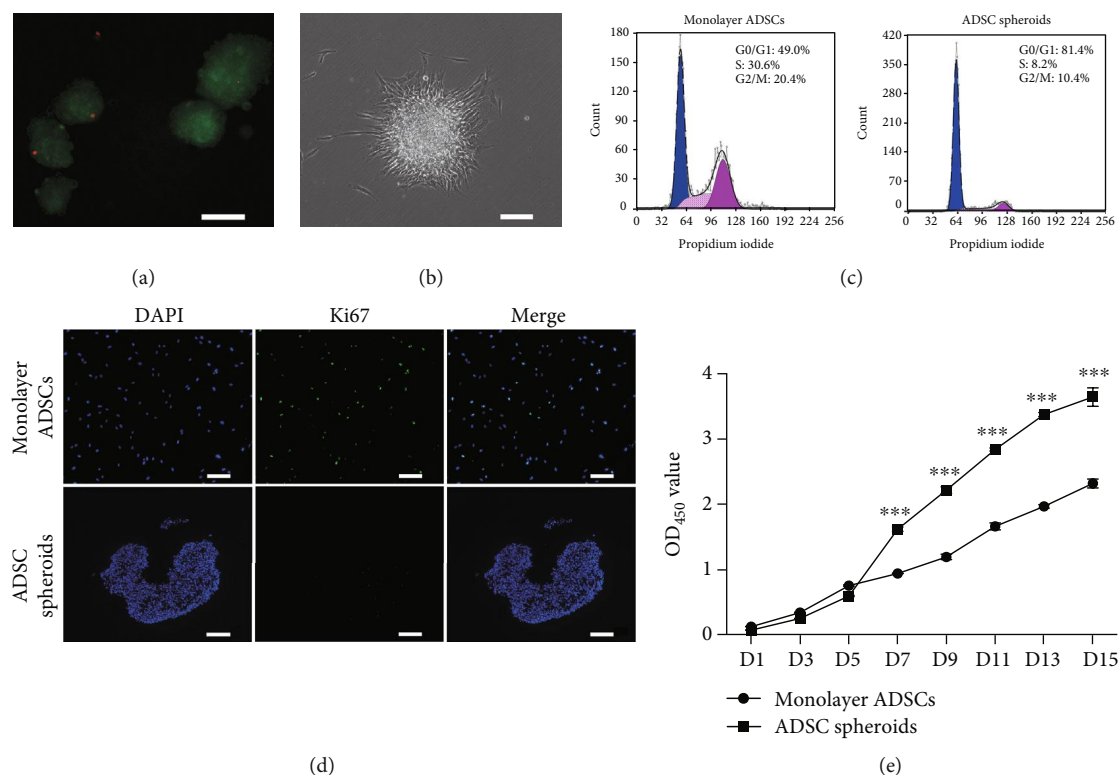 (a)
(b)
Monolayer ADSCs
180
150
120
90
60
30
0
Count
G0/G1: 49.0%
S: 30.6%
G2/M: 20.4%
0 32 64 96 128 160 192 224 256
Propidium iodide
ADSC spheroids
420
350
280
210
140
70
0
Count
G0/G1: 81.4%
S: 8.2%
G2/M: 10.4%
0 32 64 96 128 160 192 224 256
Propidium iodide
(c)
DAPI Ki67 Merge
Monolayer
ADSCs
ADSC
spheroids
(d)
4
3
2
1
0
OD450 value
***
***
***
***
***
D1 D3 D5 D7 D9 D11 D13 D15
Monolayer ADSCs
ADSC spheroids
(e)